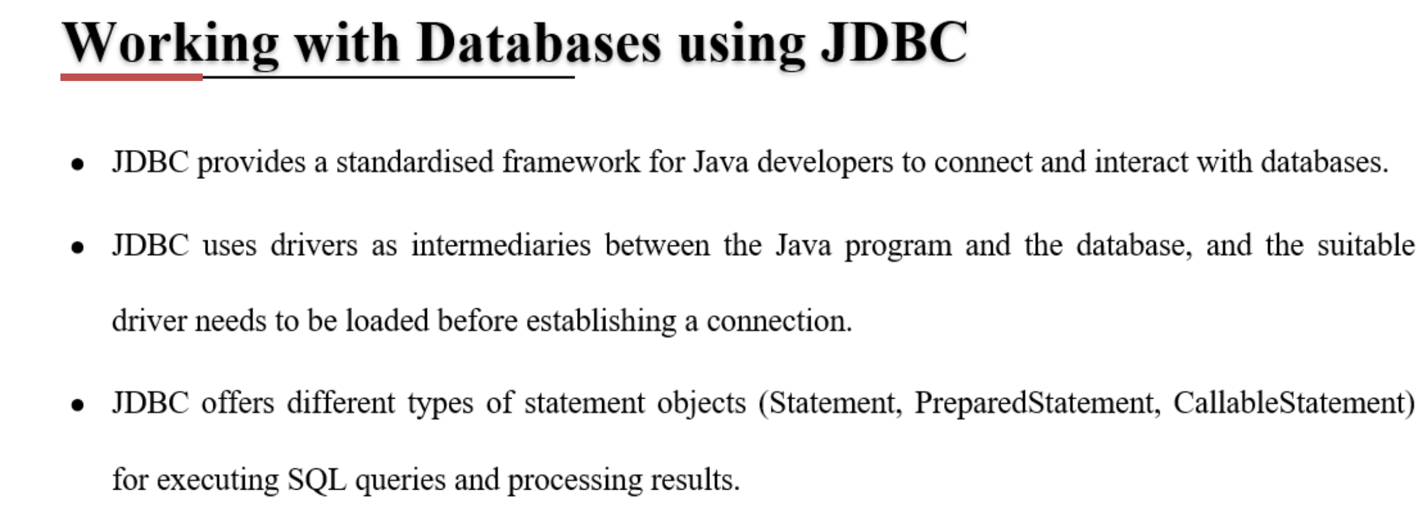 Working with Databases using JDBC
● JDBC provides a standardised framework for Java developers to connect and interact with databases.
● JDBC uses drivers as intermediaries between the Java program and the database, and the suitable
driver needs to be loaded before establishing a connection.
● JDBC offers different types of statement objects (Statement, PreparedStatement, CallableStatement)
for executing SQL queries and processing results.